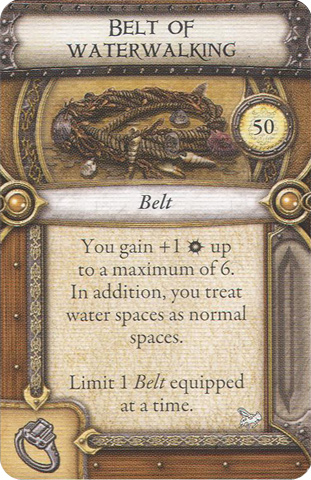 BELT OF
WATERWALKING
50
Belt
You gain +1 up
to a maximum of 6.
In addition, you treat
water spaces as normal
spaces.
Limit 1 Belt equipped
at a time.